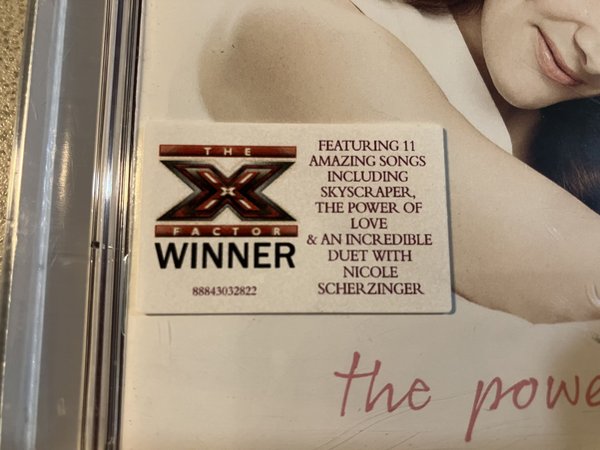 THE
X
FACTOR
WINNER
88843032822
FEATURING 11
AMAZING SONGS
INCLUDING
SKYSCRAPER,
THE POWER OF
LOVE
& AN INCREDIBLE
DUET WITH
NICOLE
SCHERZINGER
the powe